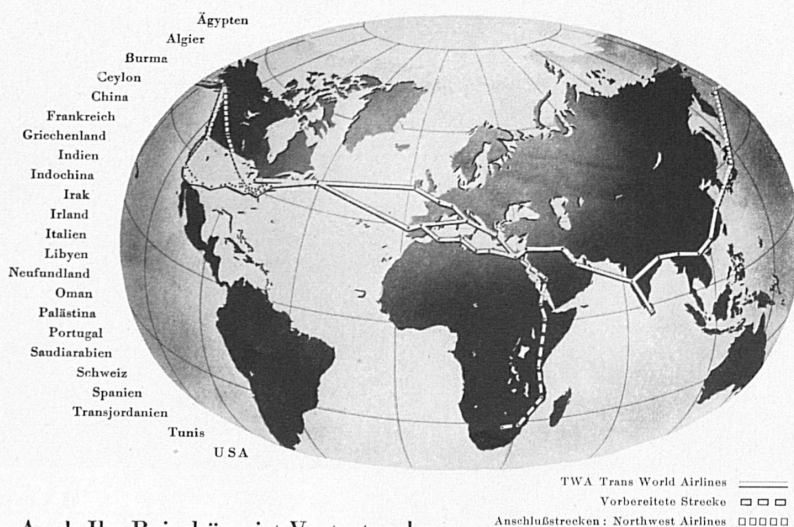 Ägypten
Algier
Burma
Ceylon
China
Frankreich
Griechenland
Indien
Indochina
Irak
Irland
Italien
Libyen
Neufundland
Oman
Palästina
Portugal
Saudiarabien
Schweiz
Spanien
Transjordanien
Tunis
USA
TWA Trans World Airlines
Vorbereitete Strecke
Anschlußstrecken: Northwest Airlines